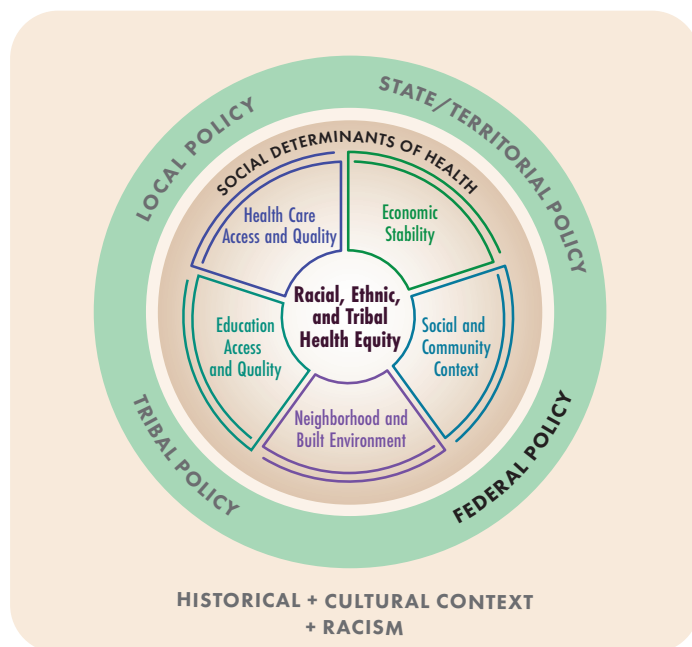 LOCAL POLICY
STATE/TERRITORIAL POLICY
SOCIAL DETERMINANTS OF HEALTH
Health Care
Access and Quality
Economic
Stability
Racial, Ethnic,
and Tribal
Health Equity
Education
Access
and Quality
Social and
Community
Context
Neighborhood and
Built Environment
TRIBAL POLICY
FEDERAL POLICY
HISTORICAL + CULTURAL CONTEXT
+ RACISM